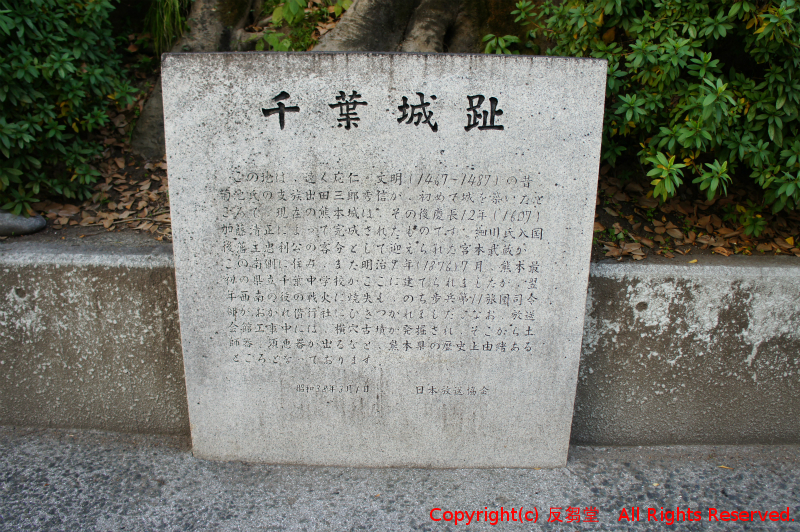 千葉城趾
この地は、遠く応仁・文明(1467~1487)の昔
菊池氏の支族出田三郎秀信が、初めて城を築いたと
ころで、現在の熊本城は、その後慶長12年(1607)
加藤清正によって完成されたものです。細川氏入国
後藩主忠利公の客分として迎えられた宮本武蔵が
この南側に住み、また明治9年(1876)7月、熊本最
初の県立千葉中学校がここに建てられましたが、翌
年西南の役の戦火に焼失し、のち歩兵第11旅団司令
部がおかれ偕行社にひきつがれました。なお、放送
会館工事中には、横穴古墳が発掘され、そこから土
師器、須恵器が出るなど、熊本県の歴史上由緒ある
ところとなっております
昭和38年3月1日 日本放送協会
Copyright(c) 反芻堂 All Rights Reserved.